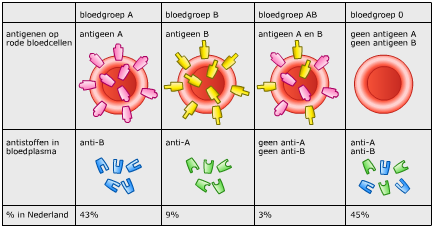 bloedgroep A bloedgroep B bloedgroep AB bloedgroep 0
antigenen op rode bloedcellen
antigeen A
antigeen B
antigeen A en B
geen antigeen A
geen antigeen B
antistoffen in bloedplasma
anti-B
anti-A
geen anti-A
geen anti-B
anti-A
anti-B
% in Nederland 43% 9% 3% 45%